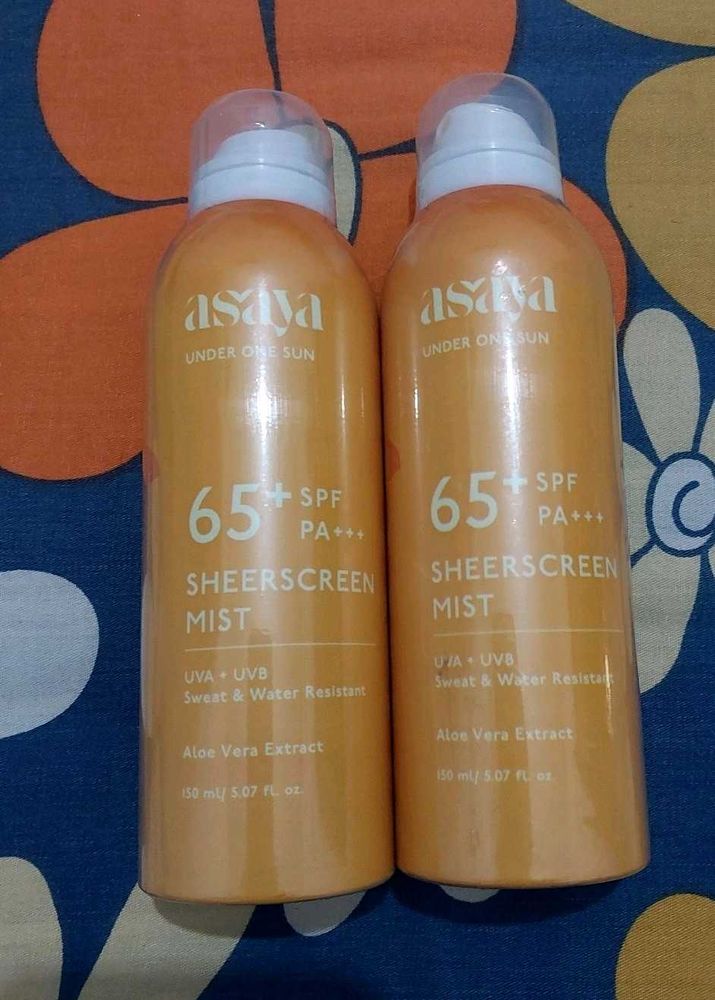 asaya
UNDER ONE SUN
65+ SPF
PA+++
SHEERSCREEN
MIST
UVA + UVB
Sweat & Water Resistant
Aloe Vera Extract
150 ml/ 5.07 fl. oz.
asaya
UNDER ONE SUN
65+ SPF
PA+++
SHEERSCREEN
MIST
UVA + UVB
Sweat & Water Resistant
Aloe Vera Extract
150 ml/ 5.07 fl. oz.